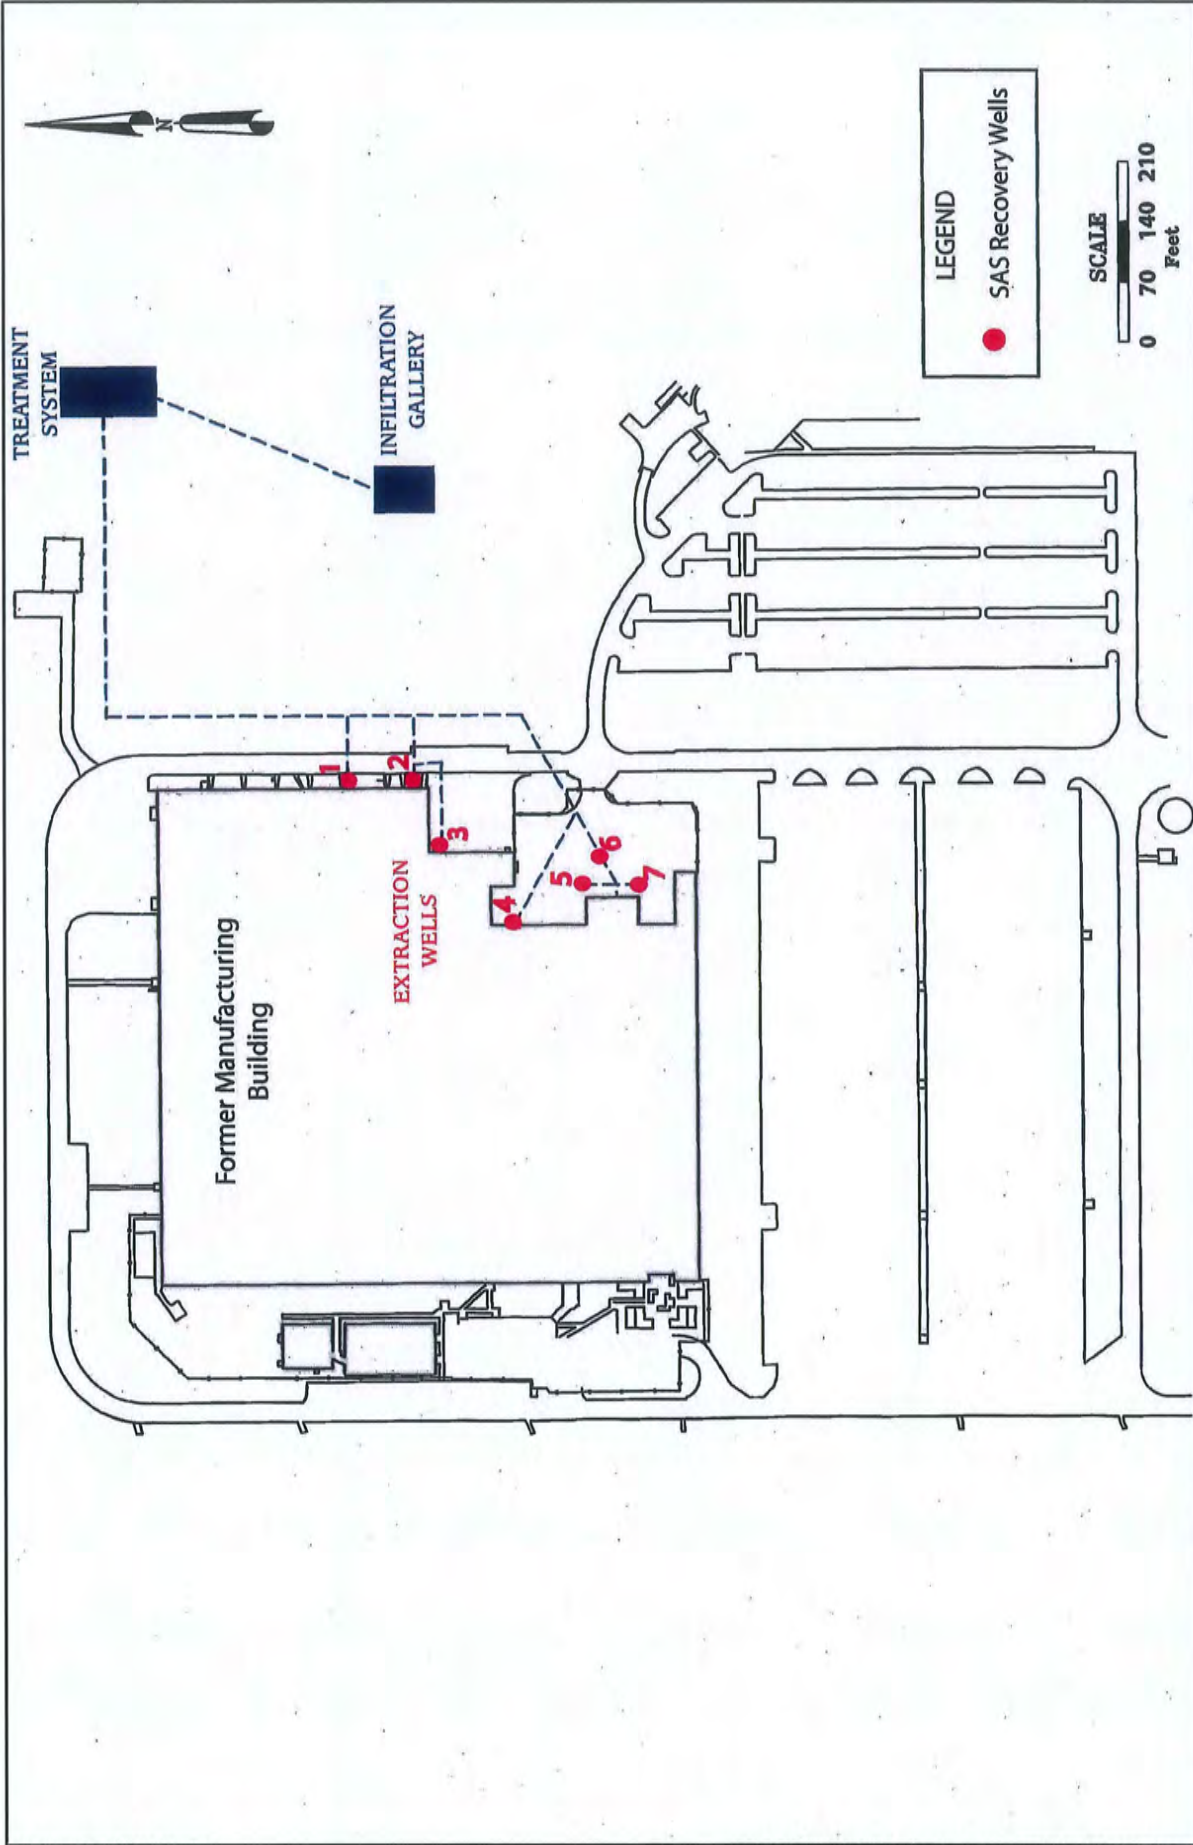 TREATMENT
SYSTEM
N
INFILTRATION
GALLERY
1
2
3
4
5
6
7
EXTRACTION
WELLS
Former Manufacturing
Building
LEGEND
SAS Recovery Wells
SCALE
0 70 140 210
Feet